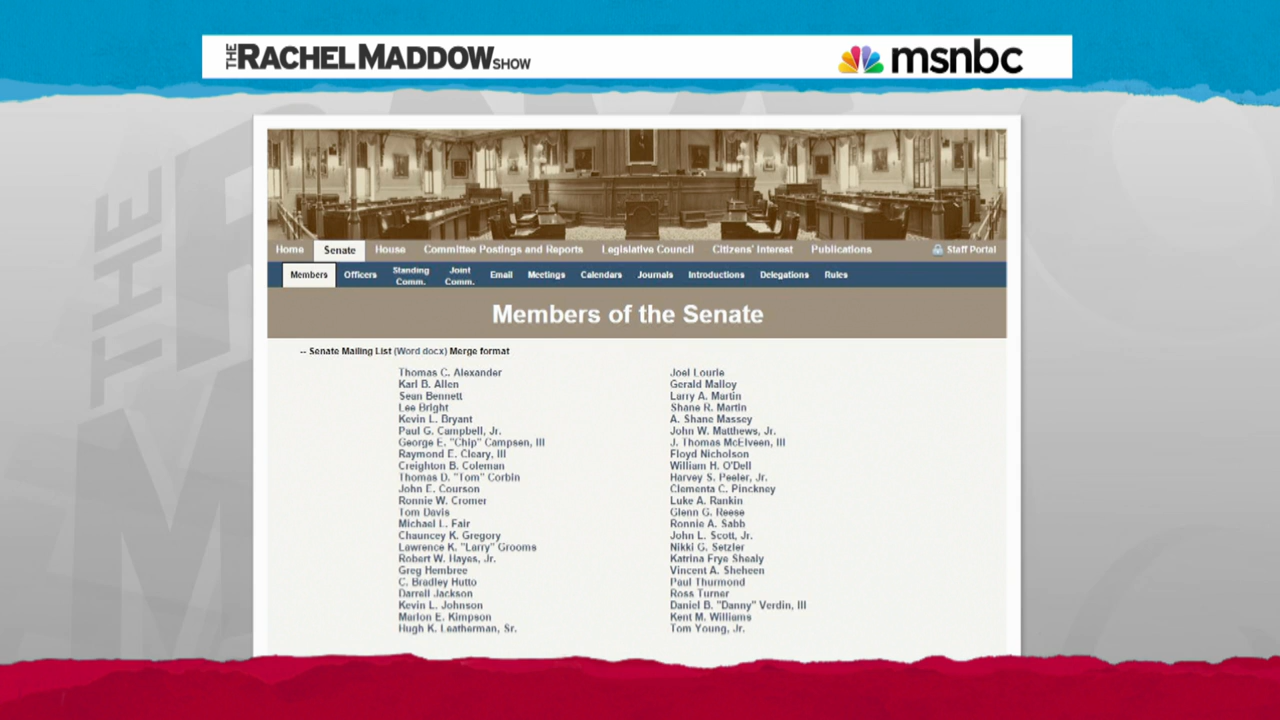 THE RACHEL MADDOW SHOW
msnbc
THE
Home Senate House Committee Postings and Reports Legislative Council Citizens' Interest Publications Staff Portal
Members Officers Standing Comm. Joint Comm. Email Meetings Calendars Journals Introductions Delegations Rules
Members of the Senate
-- Senate Mailing List (Word docx) Merge format
Thomas C. Alexander
Karl B. Allen
Sean Bennett
Lee Bright
Kevin L. Bryant
Paul G. Campbell, Jr.
George E. "Chip" Campsen, III
Raymond E. Cleary, III
Creighton B. Coleman
Thomas D. "Tom" Corbin
John E. Courson
Ronnie W. Cromer
Tom Davis
Michael L. Fair
Chauncey K. Gregory
Lawrence K. "Larry" Grooms
Robert W. Hayes, Jr.
Greg Hembree
C. Bradley Hutto
Darrell Jackson
Kevin L. Johnson
Marlon E. Kimpson
Hugh K. Leatherman, Sr.
Joel Lourie
Gerald Malloy
Larry A. Martin
Shane R. Martin
A. Shane Massey
John W. Matthews, Jr.
J. Thomas McElveen, III
Floyd Nicholson
William H. O'Dell
Harvey S. Peeler, Jr.
Clementa C. Pinckney
Luke A. Rankin
Glenn G. Reese
Ronnie A. Sabb
John L. Scott, Jr.
Nikki G. Setzler
Katrina Frye Shealy
Vincent A. Sheheen
Paul Thurmond
Ross Turner
Daniel B. "Danny" Verdin, III
Kent M. Williams
Tom Young, Jr.